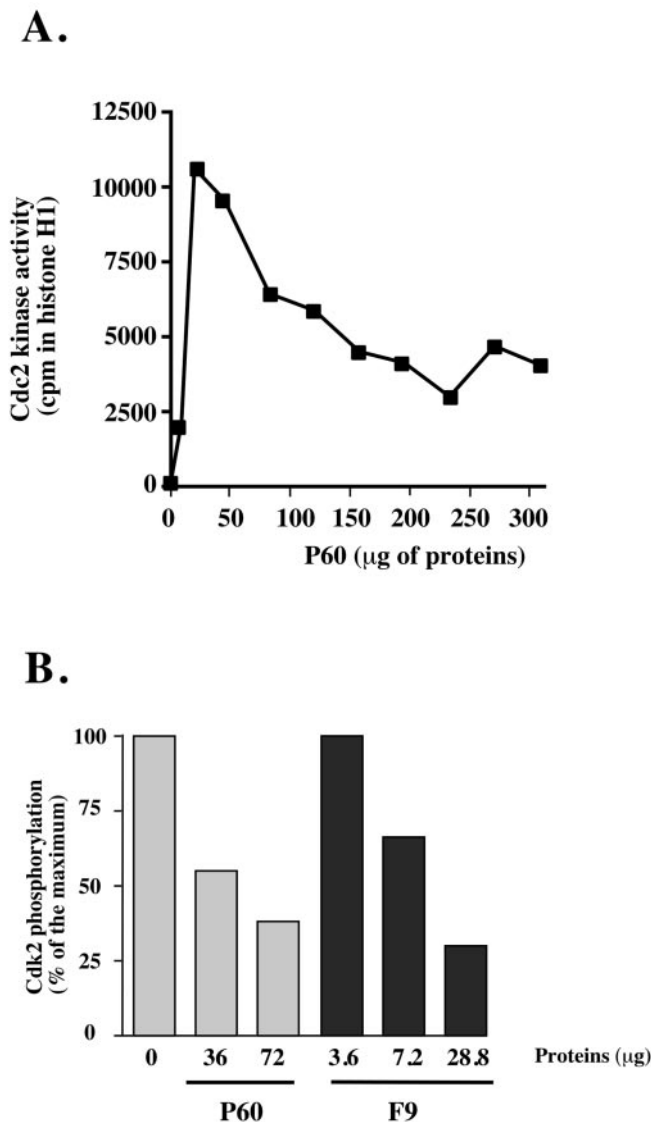 A.
Cdc2 kinase activity
(cpm in histone H1)
12500
10000
7500
5000
2500
0
0 50 100 150 200 250 300
P60 (μg of proteins)
B.
Cdk2 phosphorylation
(% of the maximum)
100
75
50
25
0
0 36 72 3.6 7.2 28.8 Proteins (μg)
P60 F9